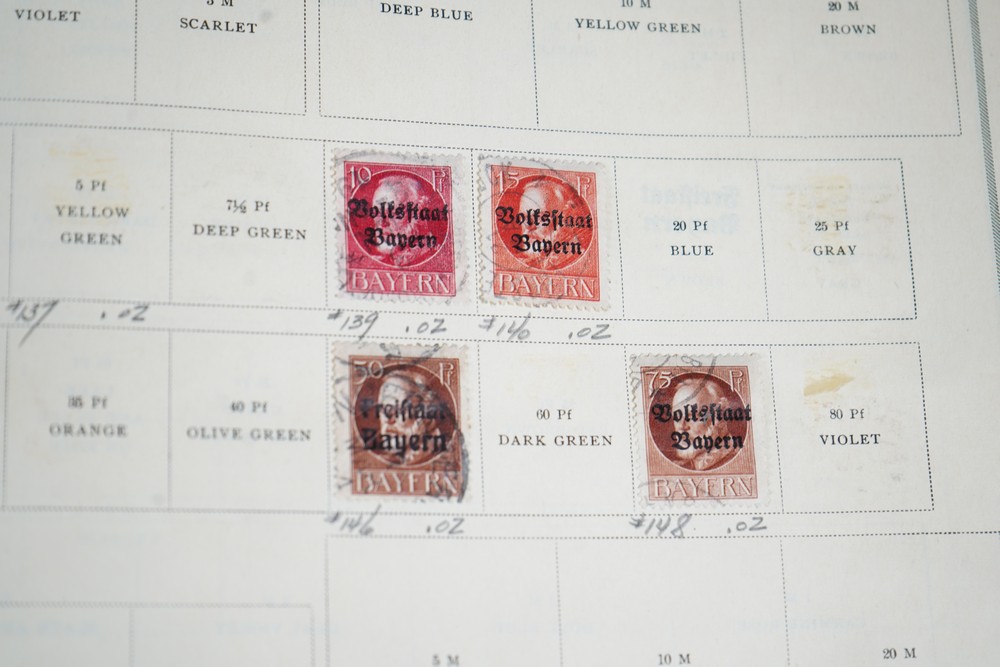 VIOLET
3 M
SCARLET
DEEP BLUE
10 M
YELLOW GREEN
20 M
BROWN
5 Pf
YELLOW
GREEN
7½ Pf
DEEP GREEN
10 Pf
Volksstaat
Bayern
BAYERN
15 Pf
Volksstaat
Bayern
BAYERN
20 Pf
BLUE
25 Pf
GRAY
#137 .02
#139 .02
#140 .02
35 Pf
ORANGE
40 Pf
OLIVE GREEN
50 Pf
Freistaat
Bayern
BAYERN
60 Pf
DARK GREEN
75 Pf
Volksstaat
Bayern
BAYERN
80 Pf
VIOLET
#146 .02
#148 .02
5 M
10 M
20 M